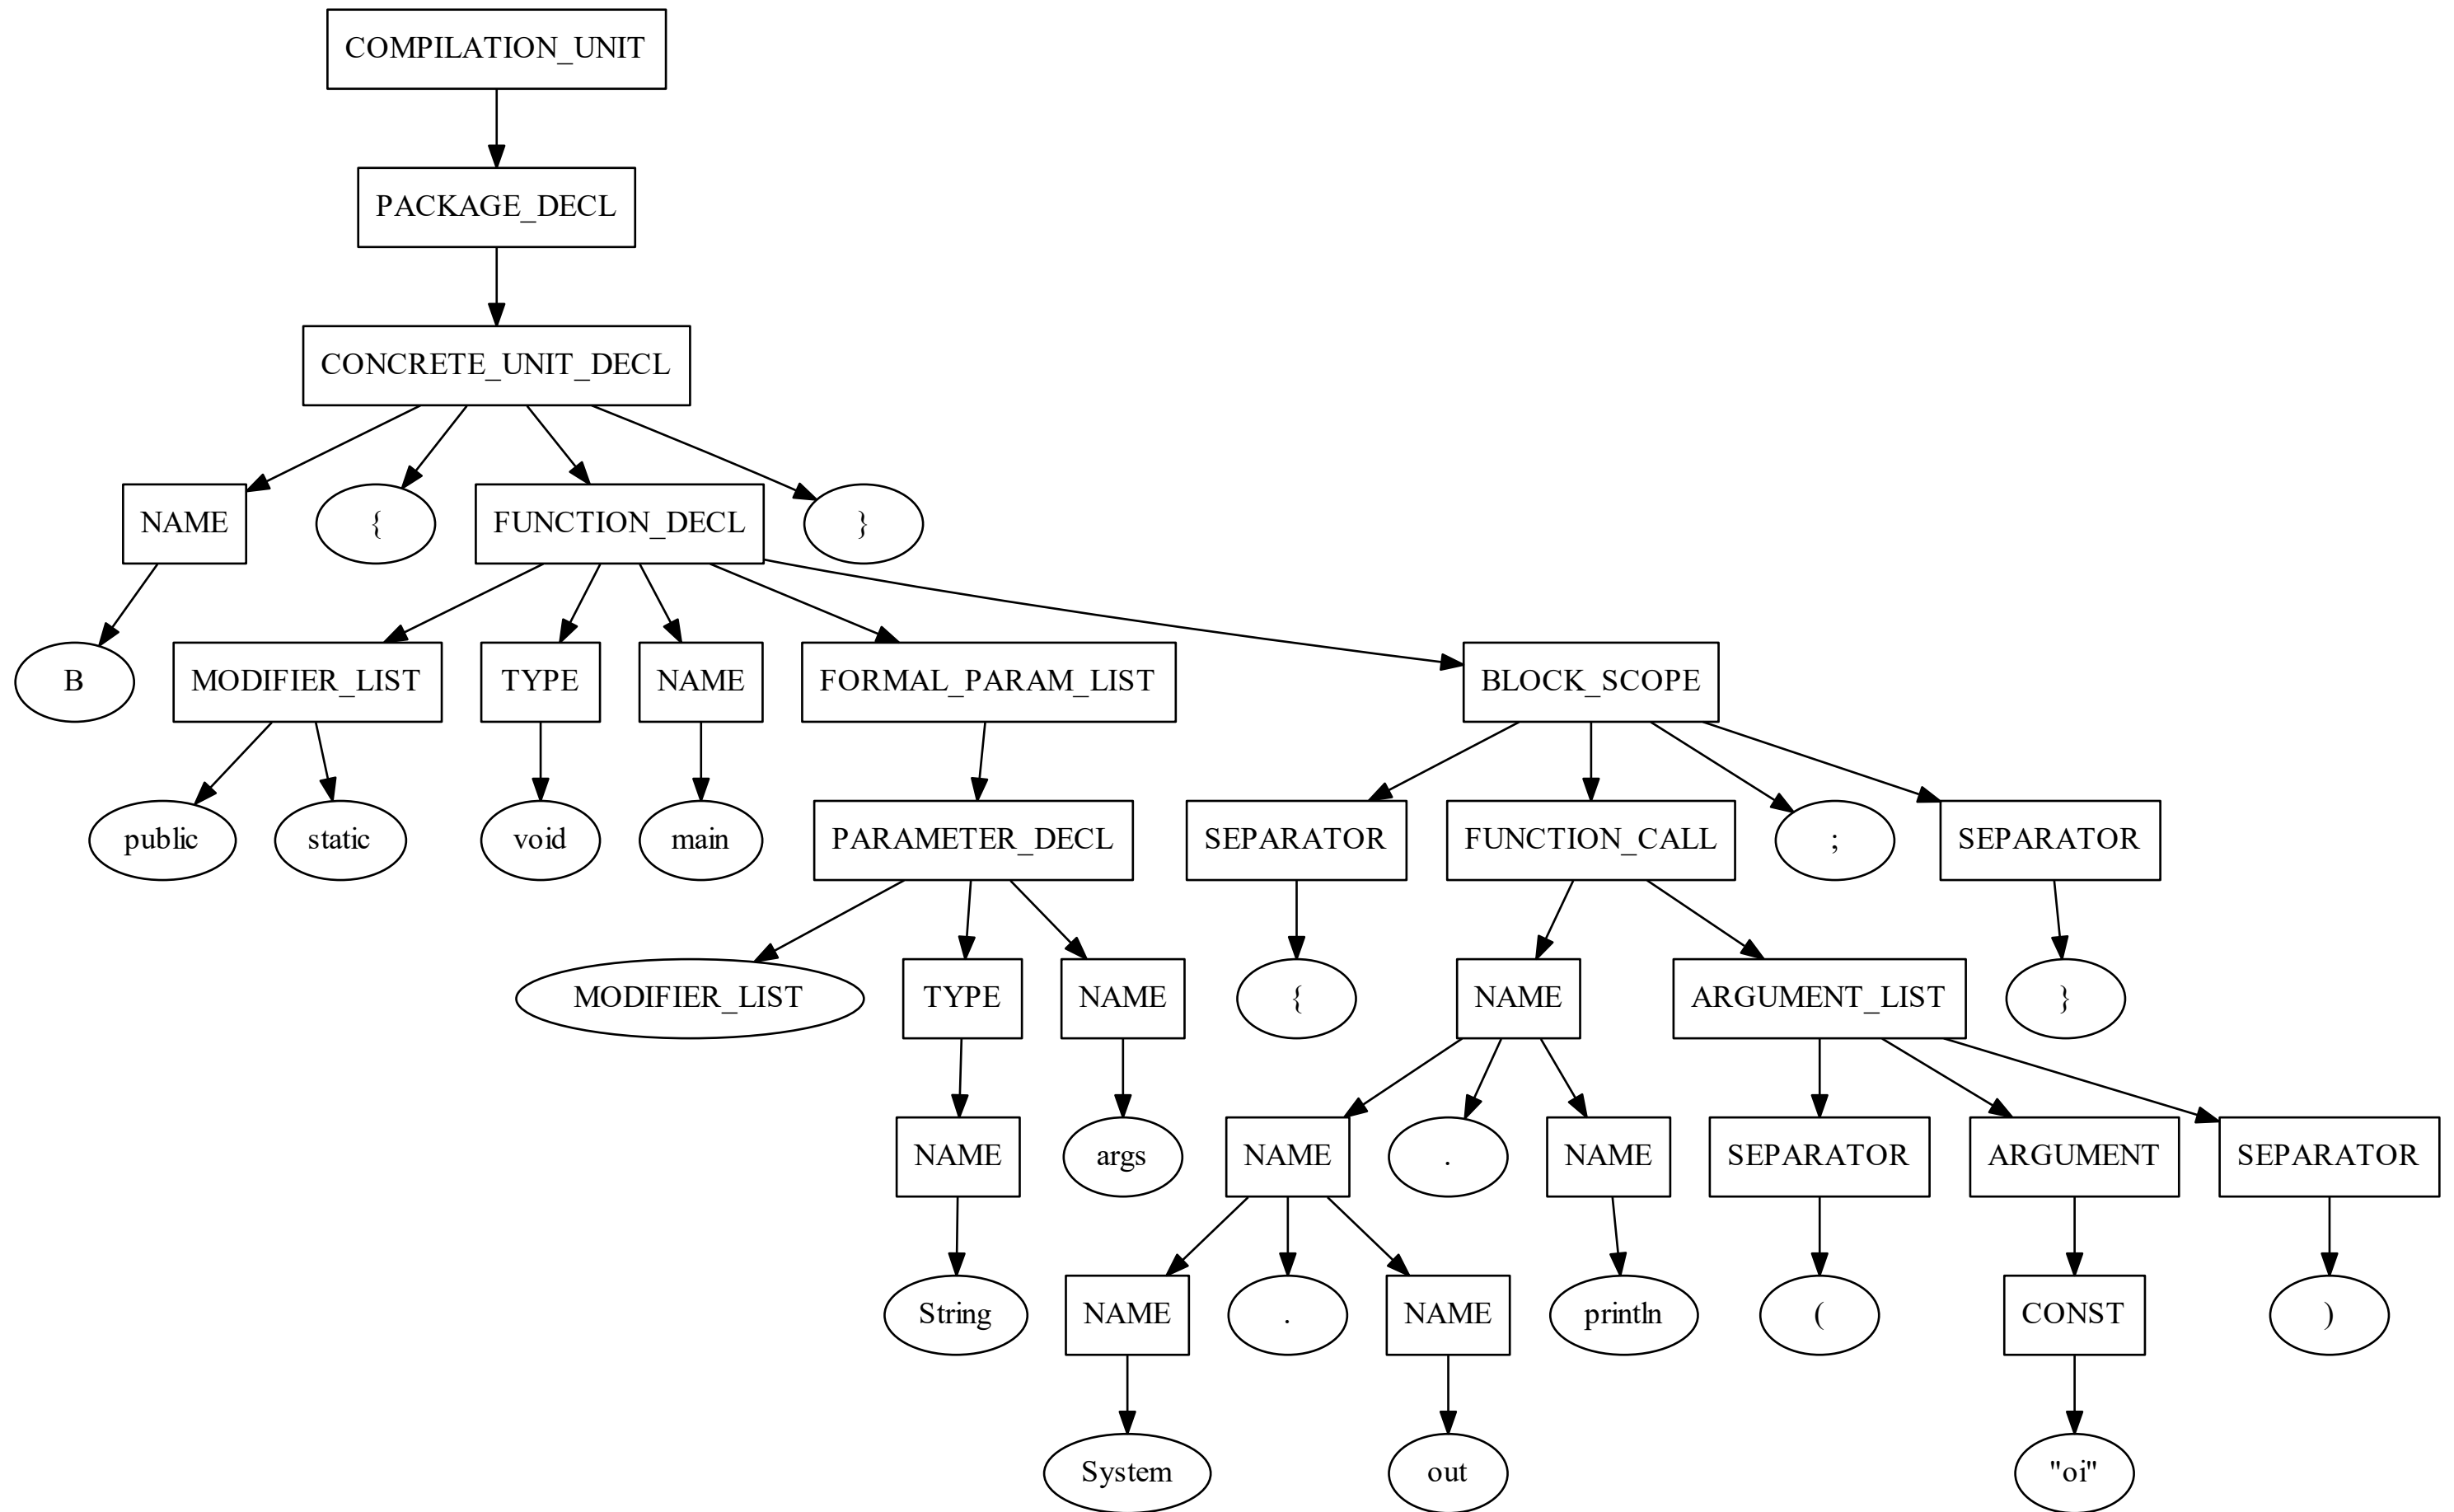 COMPILATION_UNIT
PACKAGE_DECL
CONCRETE_UNIT_DECL
NAME
{
FUNCTION_DECL
}
B
MODIFIER_LIST
TYPE
NAME
FORMAL_PARAM_LIST
BLOCK_SCOPE
public
static
void
main
PARAMETER_DECL
SEPARATOR
FUNCTION_CALL
;
SEPARATOR
MODIFIER_LIST
TYPE
NAME
{
NAME
ARGUMENT_LIST
}
NAME
args
NAME
.
NAME
SEPARATOR
ARGUMENT
SEPARATOR
String
NAME
.
NAME
println
(
CONST
)
System
out
"oi"